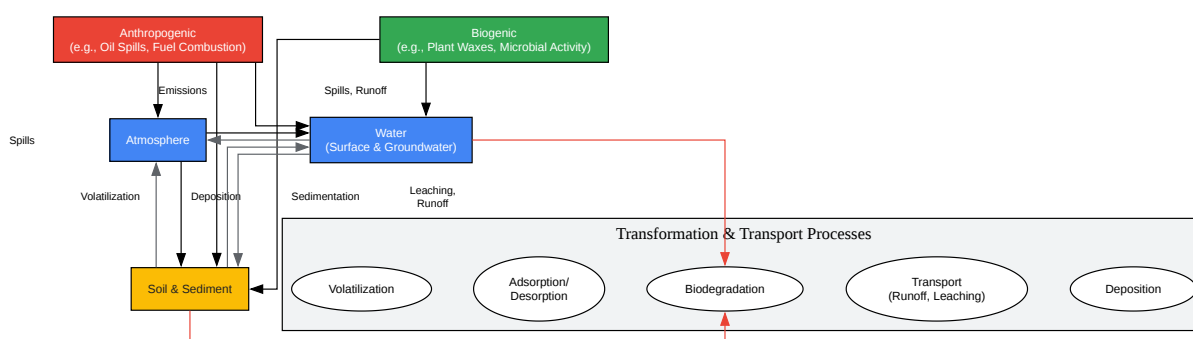 Anthropogenic
(e.g., Oil Spills, Fuel Combustion)
Biogenic
(e.g., Plant Waxes, Microbial Activity)
Emissions
Spills, Runoff
Spills
Atmosphere
Water
(Surface & Groundwater)
Volatilization
Deposition
Sedimentation
Leaching,
Runoff
Transformation & Transport Processes
Soil & Sediment
Volatilization
Adsorption/
Desorption
Biodegradation
Transport
(Runoff, Leaching)
Deposition